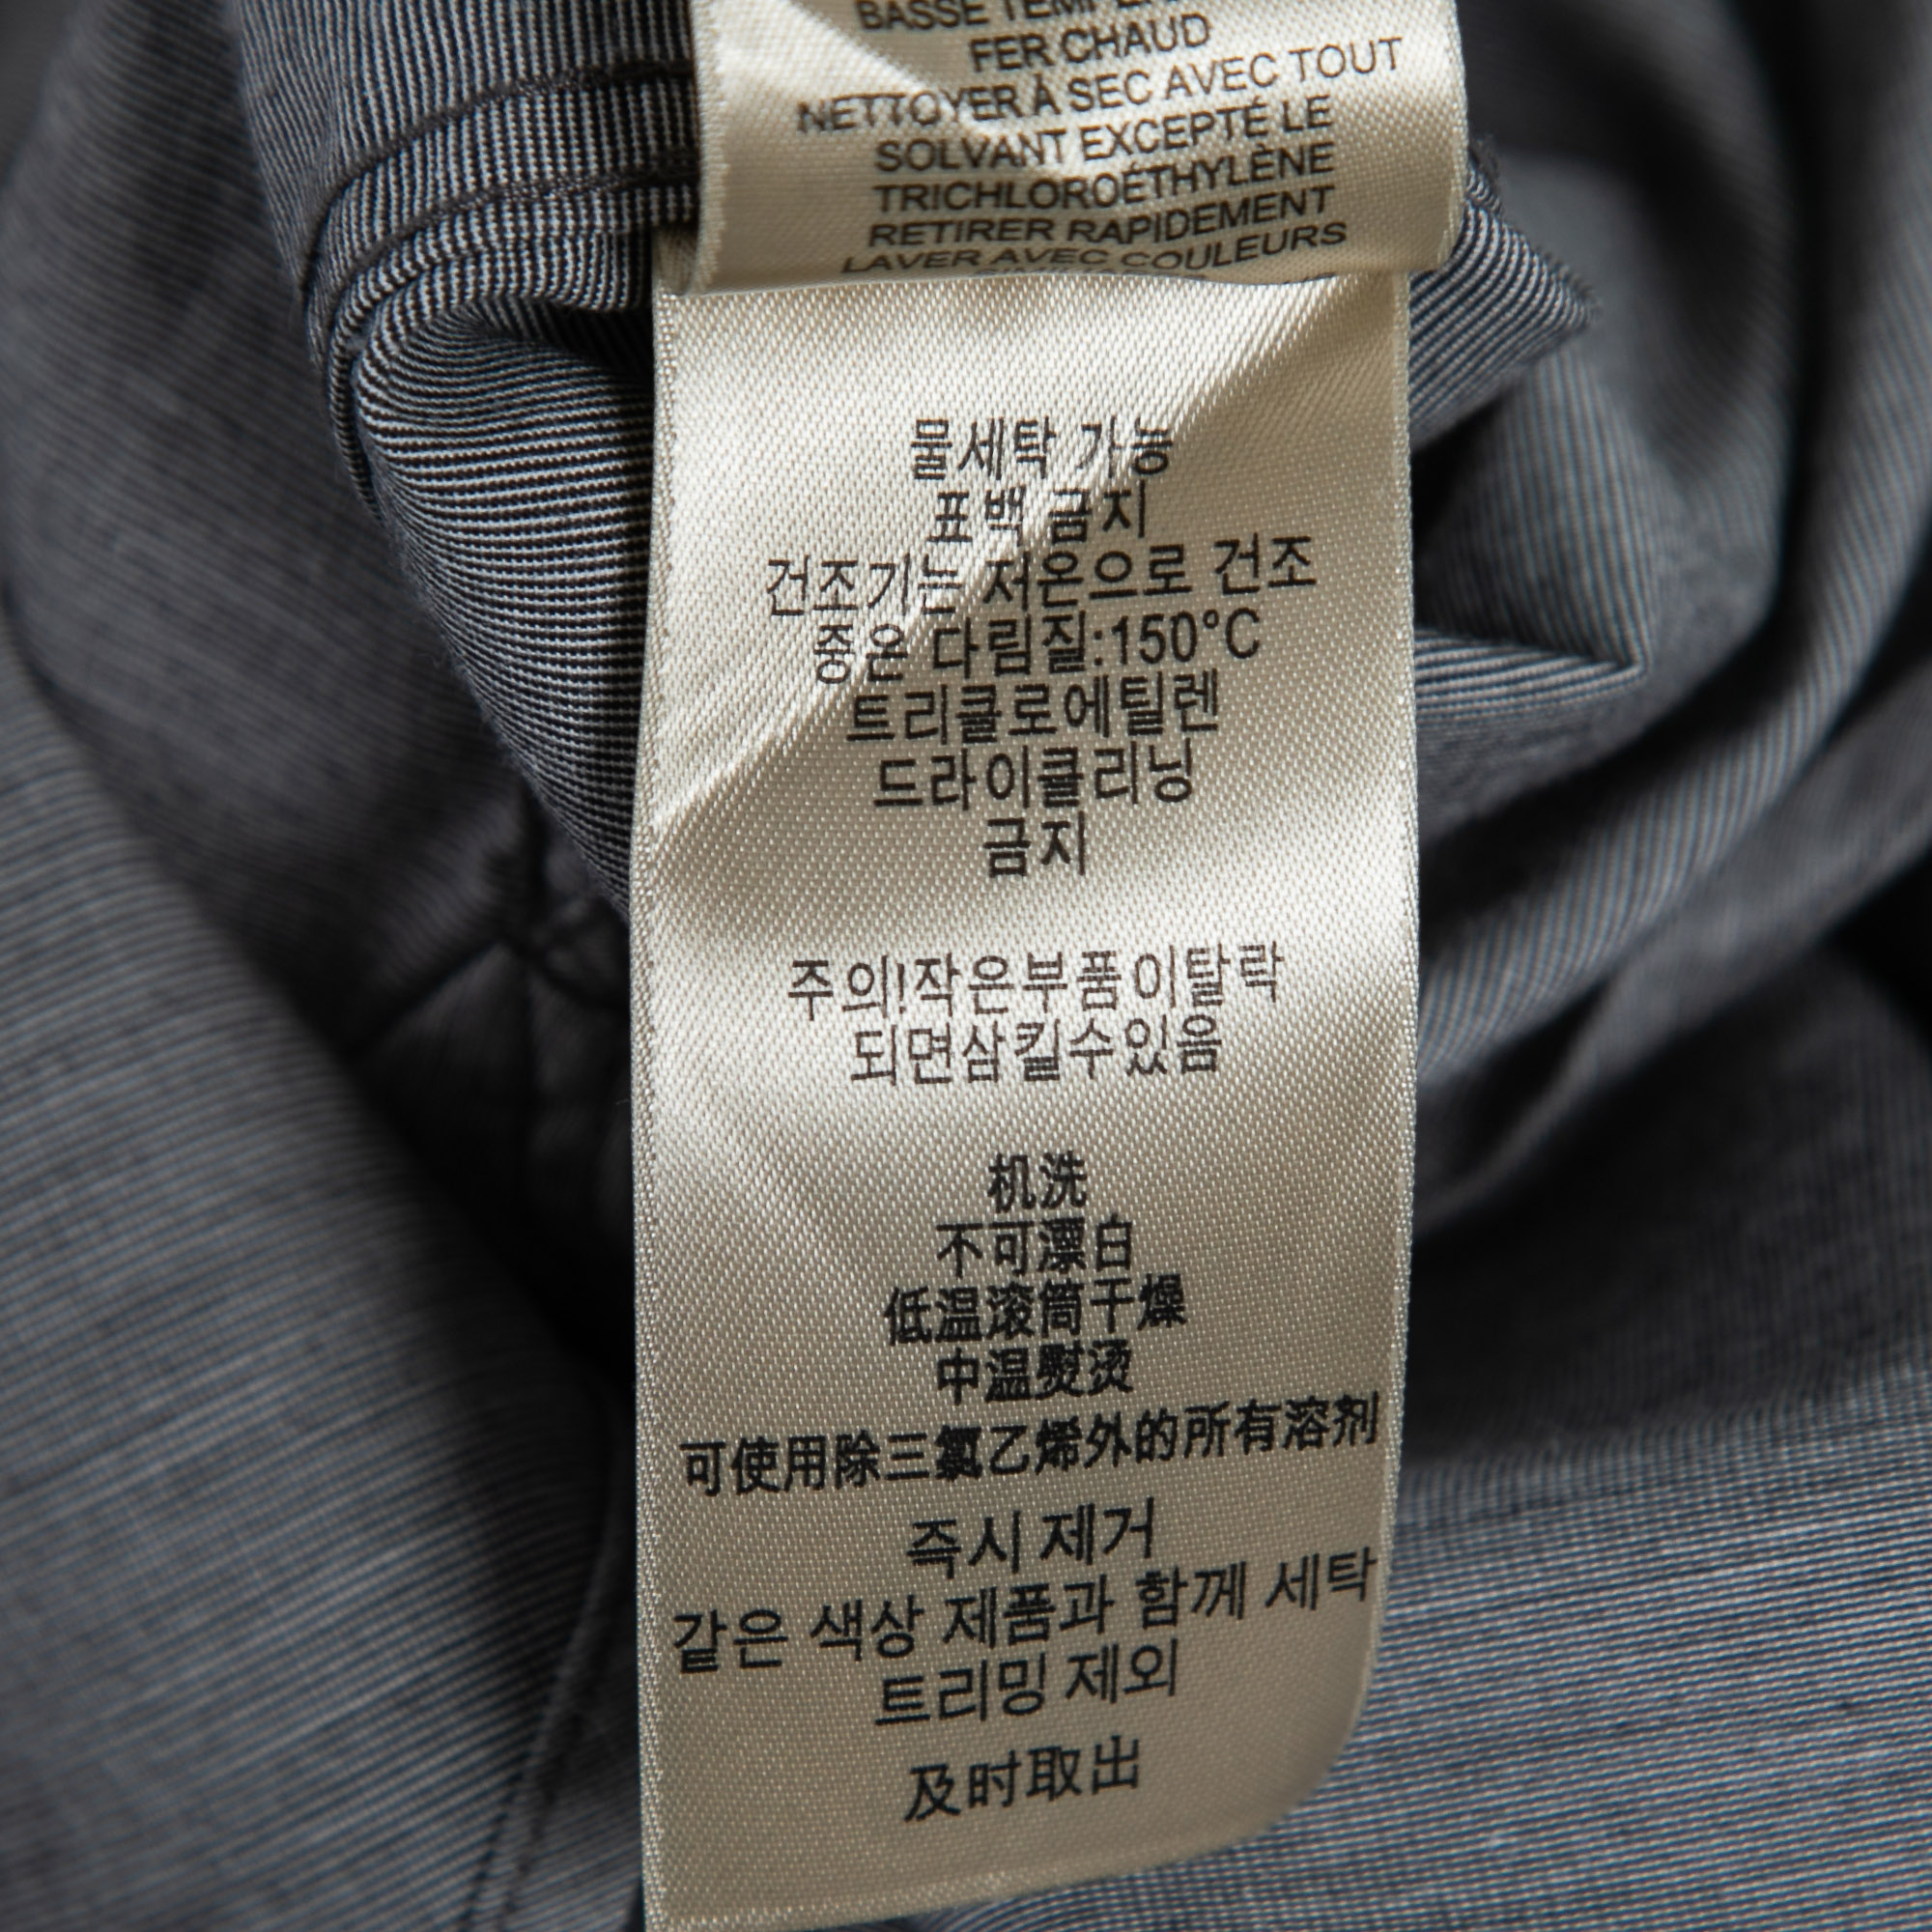 BASSE
FER CHAUD
NETTOYER À SEC AVEC TOUT
SOLVANT EXCEPTÉ LE
TRICHLOROÉTHYLÈNE
RETIRER RAPIDEMENT
LAVER AVEC COULEURS
물세탁 가능
표백 금지
건조기는 저온으로 건조
중온 다림질:150°C
트리클로에틸렌
드라이클리닝
금지
주의!작은부품이탈락
되면삼킬수있음
机洗
不可漂白
低温滚筒干燥
中温熨烫
可使用除三氯乙烯外的所有溶剂
즉시 제거
같은 색상 제품과 함께 세탁
트리밍 제외
及时取出